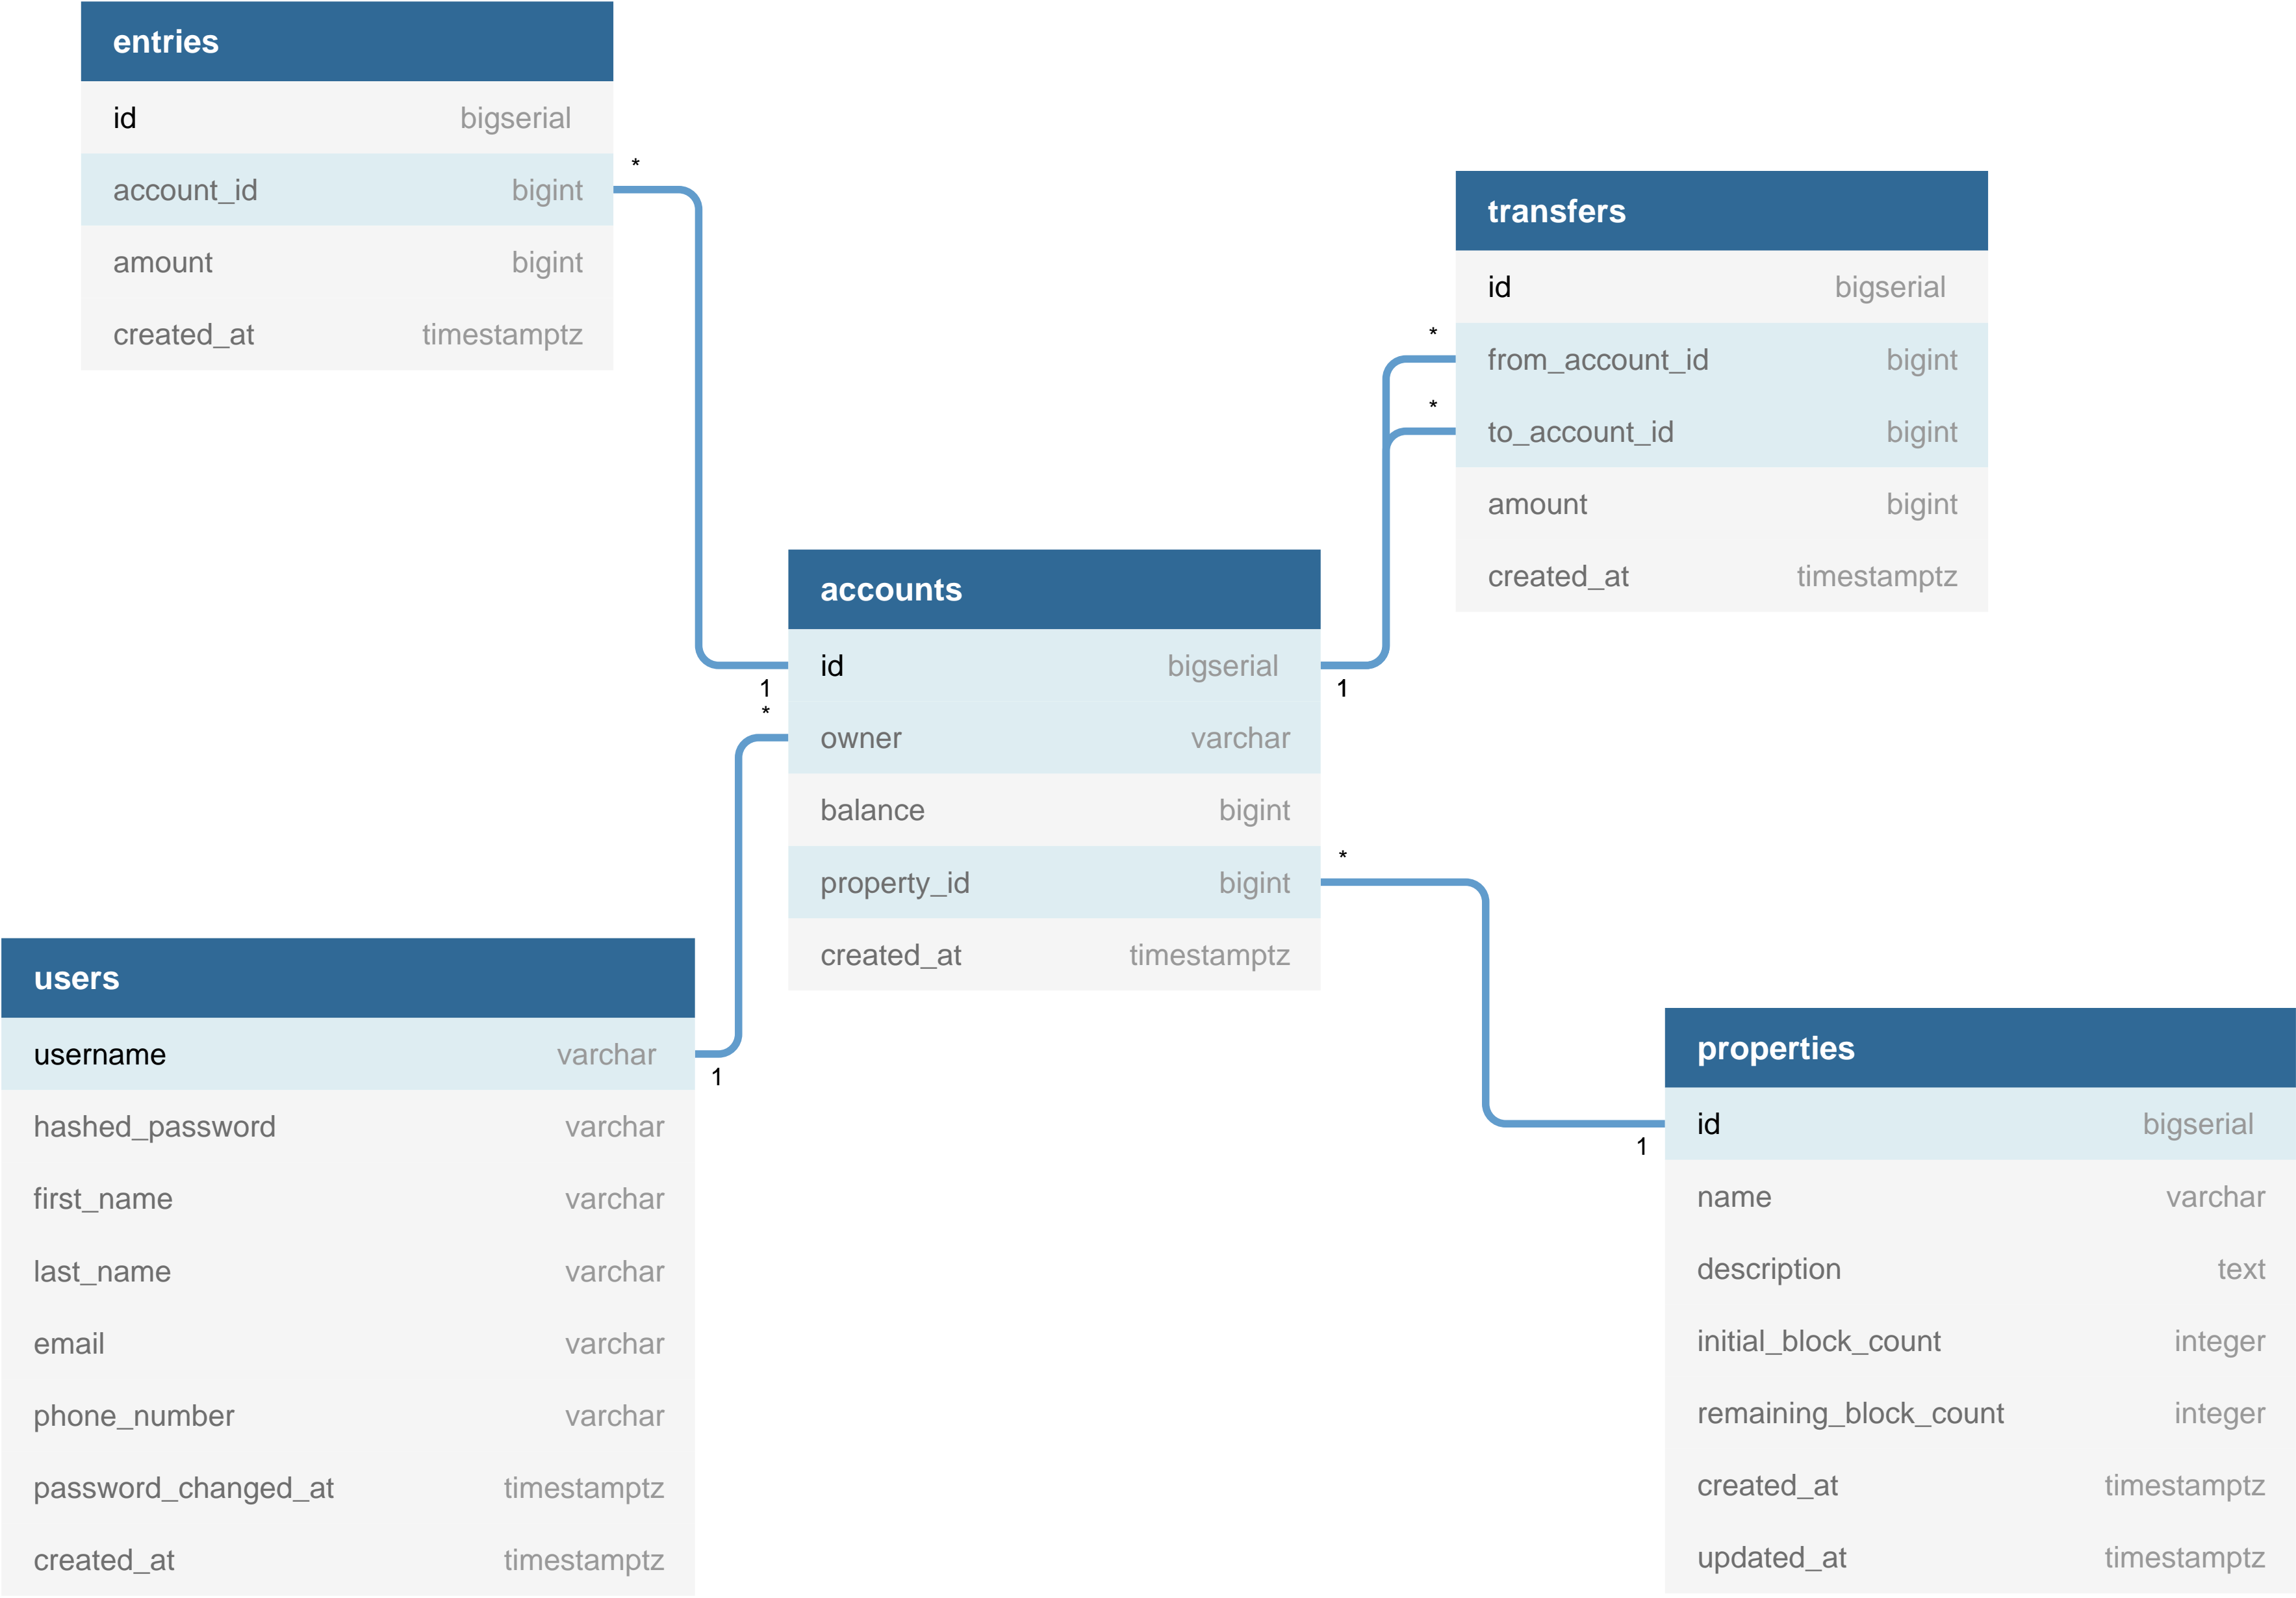 entries
id bigserial
account_id bigint
amount bigint
created_at timestamptz
*
1
transfers
id bigserial
from_account_id bigint
to_account_id bigint
amount bigint
created_at timestamptz
*
*
1
accounts
id bigserial
owner varchar
balance bigint
property_id bigint
created_at timestamptz
*
*
users
username varchar
hashed_password varchar
first_name varchar
last_name varchar
email varchar
phone_number varchar
password_changed_at timestamptz
created_at timestamptz
1
properties
id bigserial
name varchar
description text
initial_block_count integer
remaining_block_count integer
created_at timestamptz
updated_at timestamptz
1